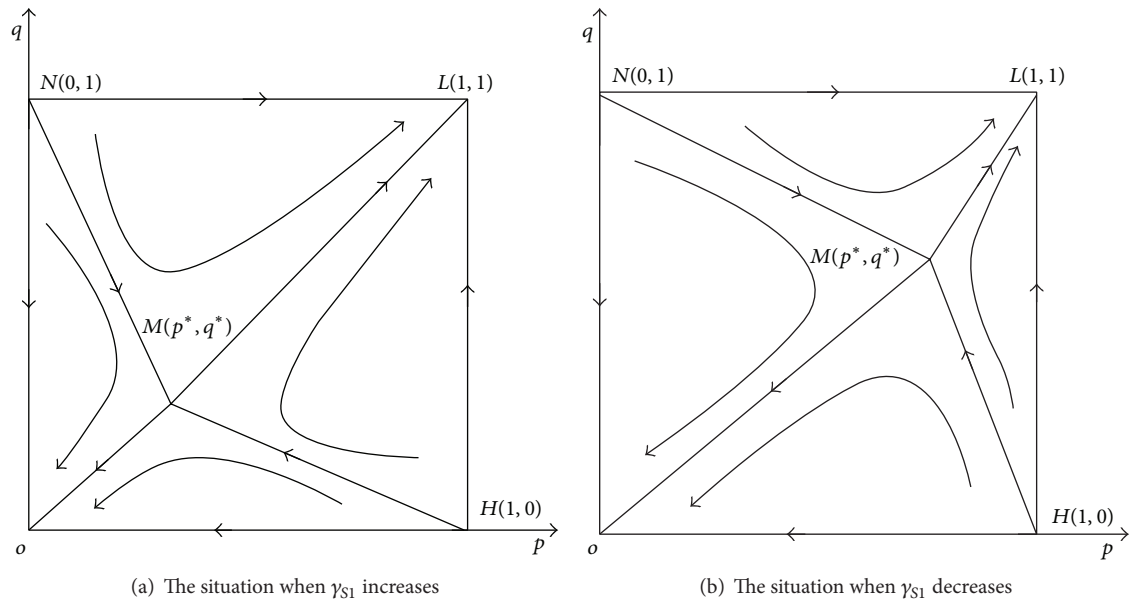 q
N(0, 1)
L(1, 1)
M(p*, q*)
H(1, 0)
o
p
(a) The situation when γS1 increases
q
N(0, 1)
L(1, 1)
M(p*, q*)
H(1, 0)
o
p
(b) The situation when γS1 decreases